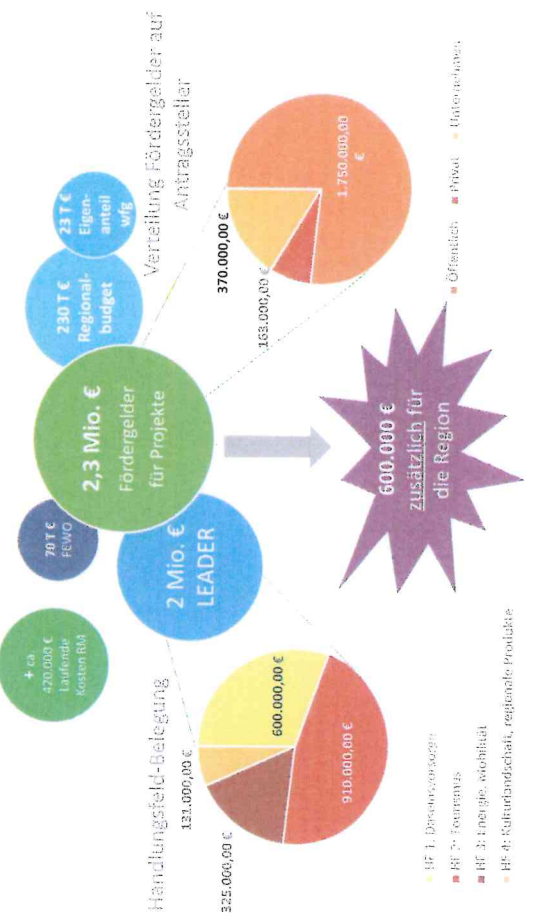 + ca
420.000 €
Laufende
Kosten RM
70 T €
FEWO
2,3 Mio. €
Fördergelder
für Projekte
230 T €
Regional-
budget
23 T €
Eigen-
anteil
wfg
2 Mio. €
LEADER
Handlungsfeld-Belegung
131.000,00 €
325.000,00 €
600.000,00 €
910.000,00 €
HF 1: Daseinsvorsorge
HF 2: Tourismus
HF 3: Energie, Mobilität
HF 4: Kulturlandschaft, regionale Produkte
600.000 €
zusätzlich für
die Region
Verteilung Fördergelder auf
Antragssteller
370.000,00 €
163.000,00 €
1.750.000,00
€
Öffentlich
Privat
Unternehmen